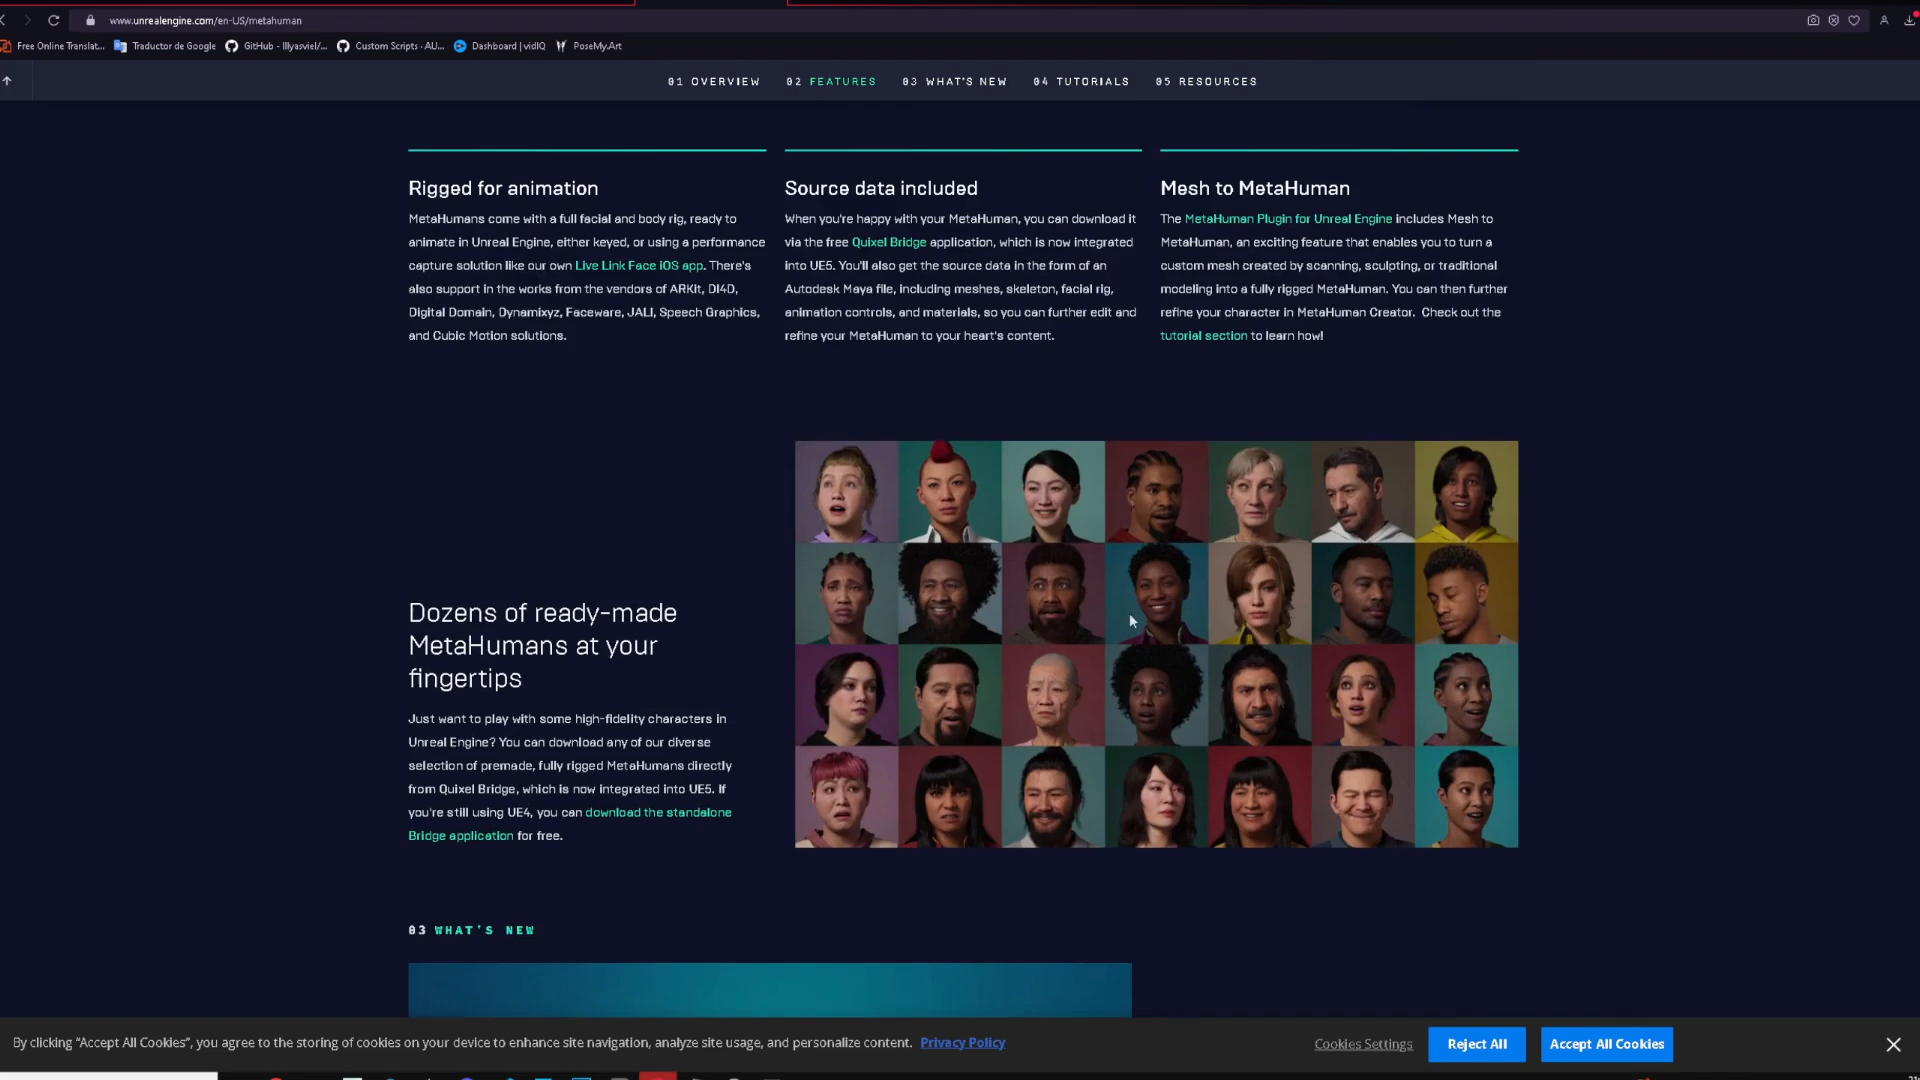 www.unrealengine.com/en-US/metahuman
Free Online Translat...
Traductor de Google
GitHub - lllyasviel/...
Custom Scripts - AU...
Dashboard | vidIQ
PoseMy.Art
01 OVERVIEW
02 FEATURES
03 WHAT'S NEW
04 TUTORIALS
05 RESOURCES
Rigged for animation
MetaHumans come with a full facial and body rig, ready to
animate in Unreal Engine, either keyed, or using a performance
capture solution like our own Live Link Face iOS app. There's
also support in the works from the vendors of ARKit, DI4D,
Digital Domain, Dynamixyz, Faceware, JALI, Speech Graphics,
and Cubic Motion solutions.
Source data included
When you're happy with your MetaHuman, you can download it
via the free Quixel Bridge application, which is now integrated
into UE5. You'll also get the source data in the form of an
Autodesk Maya file, including meshes, skeleton, facial rig,
animation controls, and materials, so you can further edit and
refine your MetaHuman to your heart's content.
Mesh to MetaHuman
The MetaHuman Plugin for Unreal Engine includes Mesh to
MetaHuman, an exciting feature that enables you to turn a
custom mesh created by scanning, sculpting, or traditional
modeling into a fully rigged MetaHuman. You can then further
refine your character in MetaHuman Creator. Check out the
tutorial section to learn how!
Dozens of ready-made
MetaHumans at your
fingertips
Just want to play with some high-fidelity characters in
Unreal Engine? You can download any of our diverse
selection of premade, fully rigged MetaHumans directly
from Quixel Bridge, which is now integrated into UE5. If
you're still using UE4, you can download the standalone
Bridge application for free.
03 WHAT'S NEW
By clicking "Accept All Cookies", you agree to the storing of cookies on your device to enhance site navigation, analyze site usage, and personalize content. Privacy Policy
Cookies Settings
Reject All
Accept All Cookies